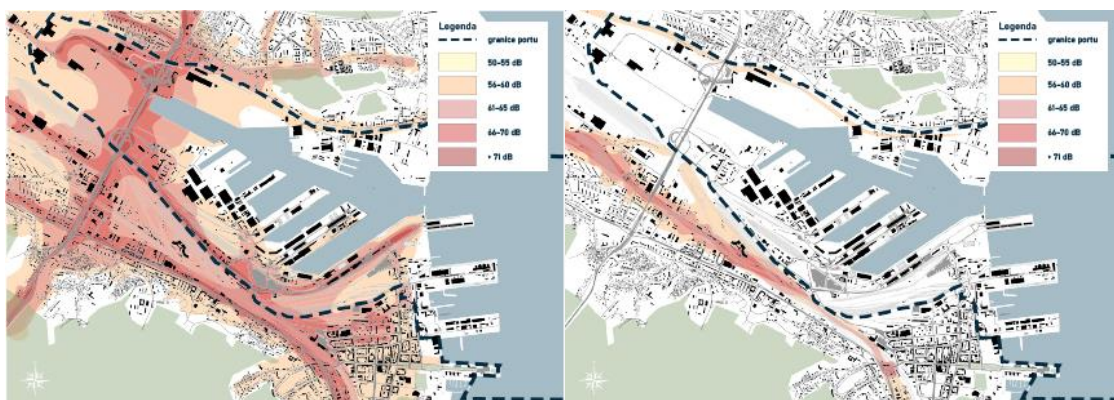 Legenda
granice portu
50-55 dB
56-60 dB
61-65 dB
66-70 dB
> 71 dB
Legenda
granice portu
50-55 dB
56-60 dB
61-65 dB
66-70 dB
> 71 dB